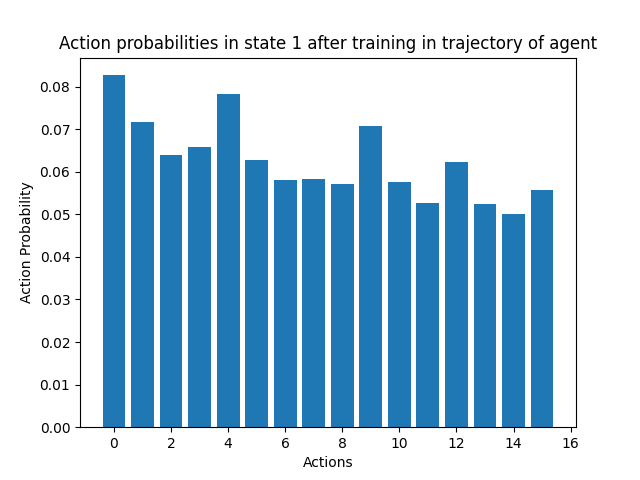 Action probabilities in state 1 after training in trajectory of agent
0.08
0.07
0.06
0.05
0.04
0.03
0.02
0.01
0.00
Action Probability
0 2 4 6 8 10 12 14 16
Actions